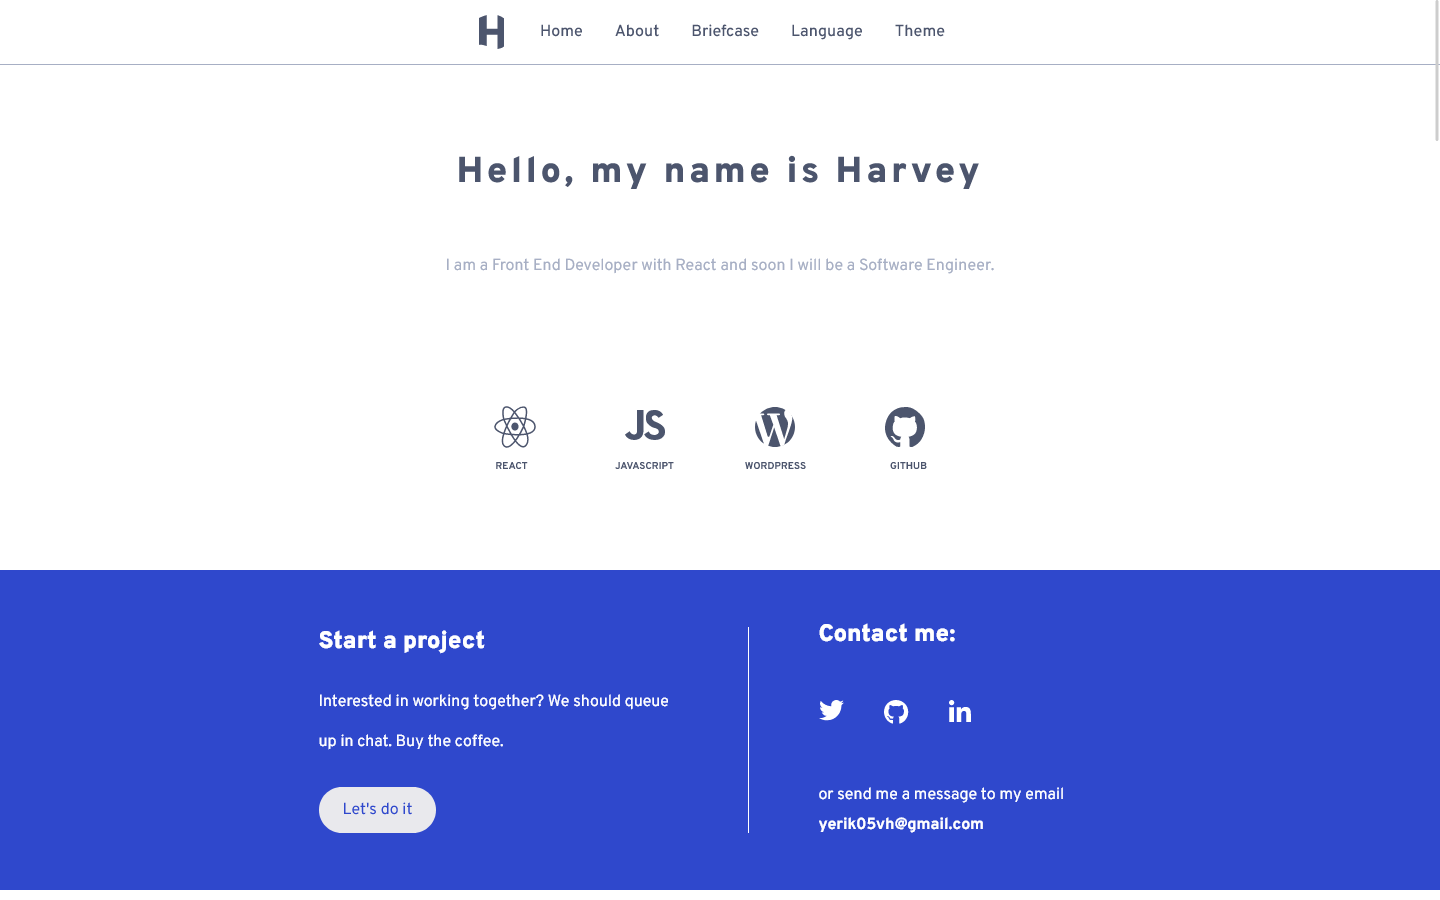 H
Home
About
Briefcase
Language
Theme
Hello, my name is Harvey
I am a Front End Developer with React and soon I will be a Software Engineer.
JS
REACT
JAVASCRIPT
WORDPRESS
GITHUB
Start a project
Interested in working together? We should queue
up in chat. Buy the coffee.
Let's do it
Contact me:
in
or send me a message to my email
yerik05vh@gmail.com